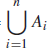 = ⋃_{i=1}^{n} A_i